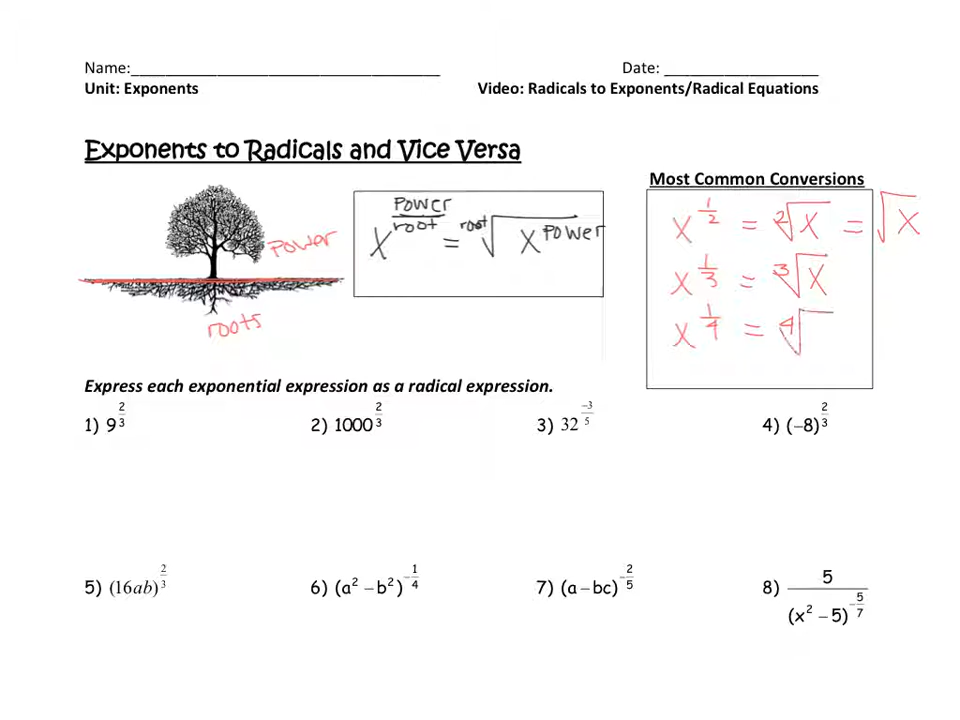 Name:____________________________________ Date: __________________
Unit: Exponents Video: Radicals to Exponents/Radical Equations
Exponents to Radicals and Vice Versa
Most Common Conversions
Power
roots
x^(Power/root) = root√(x^Power)
x^(1/2) = ²√x = √x
x^(1/3) = ³√x
x^(1/4) = ⁴√
Express each exponential expression as a radical expression.
1) 9^(2/3) 2) 1000^(2/3) 3) 32^(-3/5) 4) (–8)^(2/3)
5) (16ab)^(2/3) 6) (a² – b²)^(-1/4) 7) (a – bc)^(-2/5) 8) 5/(x² – 5)^(-5/7)